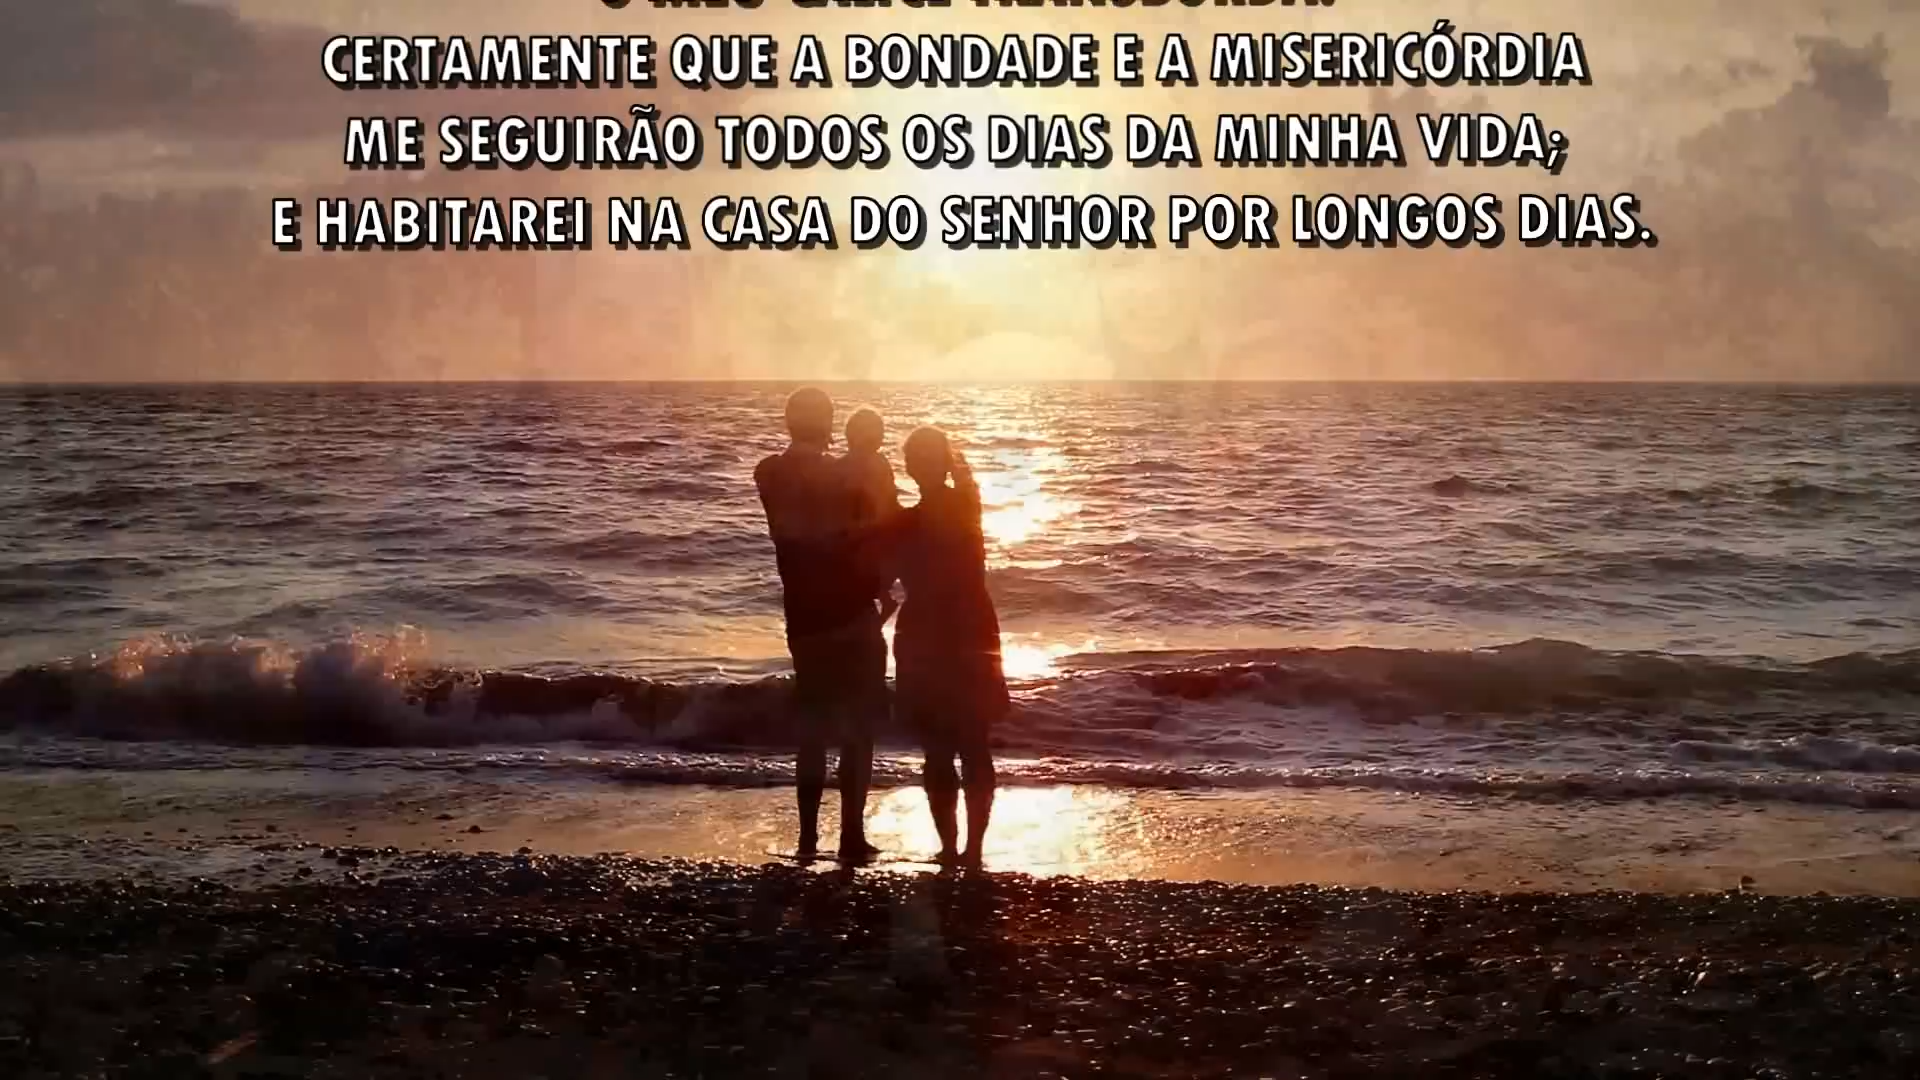 CERTAMENTE QUE A BONDADE E A MISERICÓRDIA
ME SEGUIRÃO TODOS OS DIAS DA MINHA VIDA;
E HABITAREI NA CASA DO SENHOR POR LONGOS DIAS.